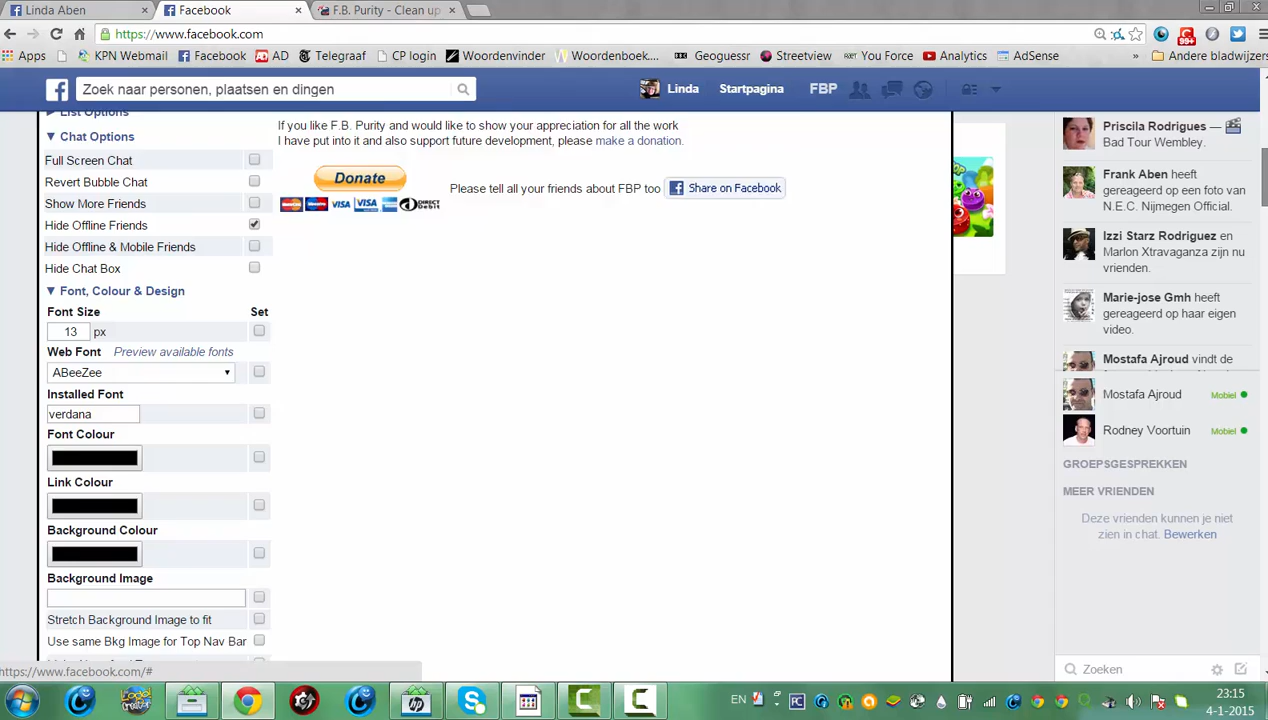 Linda Aben
Facebook
F.B. Purity - Clean up
https://www.facebook.com
Apps
KPN Webmail
Facebook
AD
Telegraaf
CP login
Woordenvinder
Woordenboek...
Geoguessr
Streetview
You Force
Analytics
AdSense
»
Andere bladwijzers
Zoek naar personen, plaatsen en dingen
Linda
Startpagina
FBP
List Options
Chat Options
Full Screen Chat
Revert Bubble Chat
Show More Friends
Hide Offline Friends
Hide Offline & Mobile Friends
Hide Chat Box
Font, Colour & Design
Font Size
Set
13 px
Web Font
Preview available fonts
ABeeZee
Installed Font
verdana
Font Colour
Link Colour
Background Colour
Background Image
Stretch Background Image to fit
Use same Bkg Image for Top Nav Bar
If you like F.B. Purity and would like to show your appreciation for all the work
I have put into it and also support future development, please make a donation.
Donate
VISA
VISA
DIRECT
Debit
Please tell all your friends about FBP too
Share on Facebook
Priscila Rodrigues —
Bad Tour Wembley.
Frank Aben heeft
gereageerd op een foto van
N.E.C. Nijmegen Official.
Izzi Starz Rodriguez en
Marlon Xtravaganza zijn nu
vrienden.
Marie-jose Gmh heeft
gereageerd op haar eigen
video.
Mostafa Ajroud vindt de
Mostafa Ajroud
Mobiel
Rodney Voortuin
Mobiel
GROEPSGESPREKKEN
MEER VRIENDEN
Deze vrienden kunnen je niet
zien in chat. Bewerken
Zoeken
https://www.facebook.com/#
EN
23:15
4-1-2015